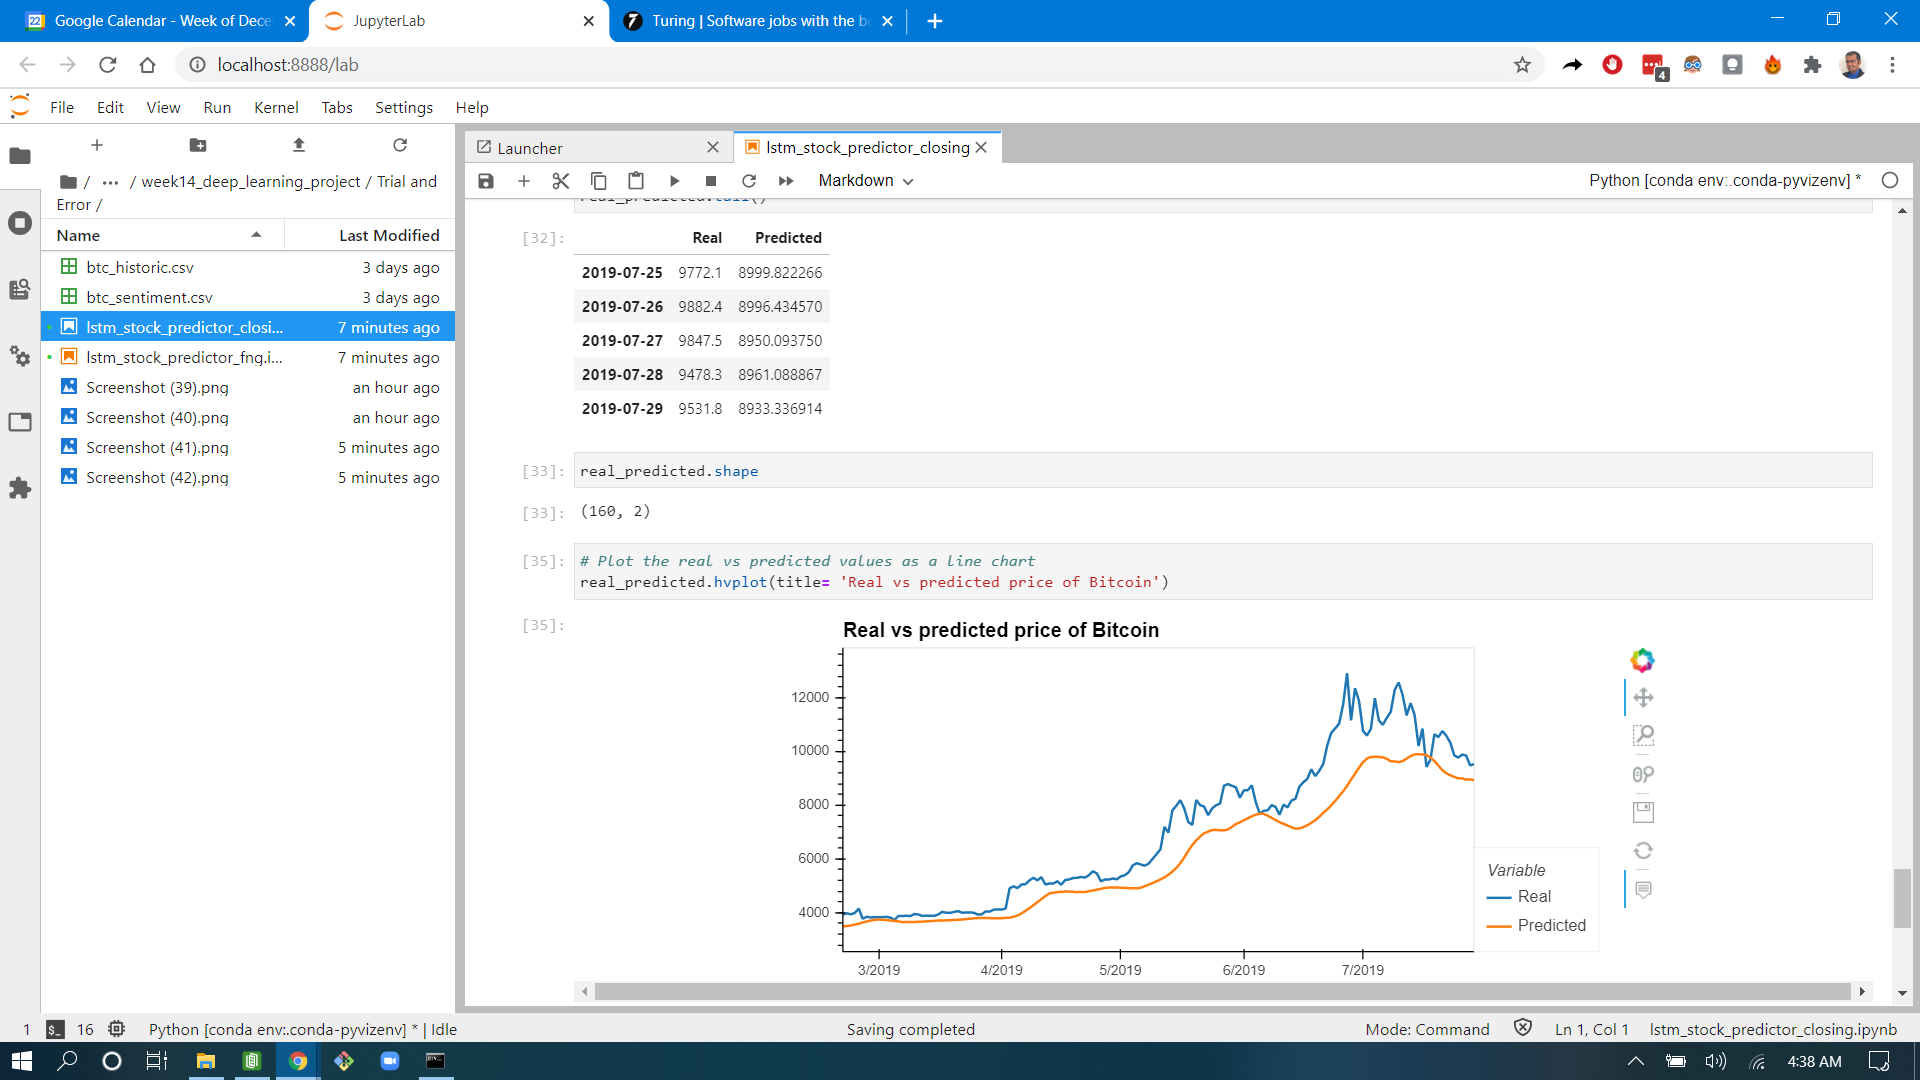 22 Google Calendar - Week of Dece
JupyterLab
Turing | Software jobs with the be
localhost:8888/lab
4
File Edit View Run Kernel Tabs Settings Help
/ ··· / week14_deep_learning_project / Trial and
Error /
Name Last Modified
btc_historic.csv 3 days ago
btc_sentiment.csv 3 days ago
lstm_stock_predictor_closi... 7 minutes ago
lstm_stock_predictor_fng.i... 7 minutes ago
Screenshot (39).png an hour ago
Screenshot (40).png an hour ago
Screenshot (41).png 5 minutes ago
Screenshot (42).png 5 minutes ago
Launcher
lstm_stock_predictor_closing
Markdown
Python [conda env:.conda-pyvizenv] *
real_predicted.tail()
[32]:
Real Predicted
2019-07-25 9772.1 8999.822266
2019-07-26 9882.4 8996.434570
2019-07-27 9847.5 8950.093750
2019-07-28 9478.3 8961.088867
2019-07-29 9531.8 8933.336914
[33]: real_predicted.shape
[33]: (160, 2)
[35]: # Plot the real vs predicted values as a line chart
real_predicted.hvplot(title= 'Real vs predicted price of Bitcoin')
[35]:
Real vs predicted price of Bitcoin
12000
10000
8000
6000
4000
3/2019 4/2019 5/2019 6/2019 7/2019
Variable
Real
Predicted
1 $_ 16 Python [conda env:.conda-pyvizenv] * | Idle
Saving completed
Mode: Command Ln 1, Col 1 lstm_stock_predictor_closing.ipynb
4:38 AM